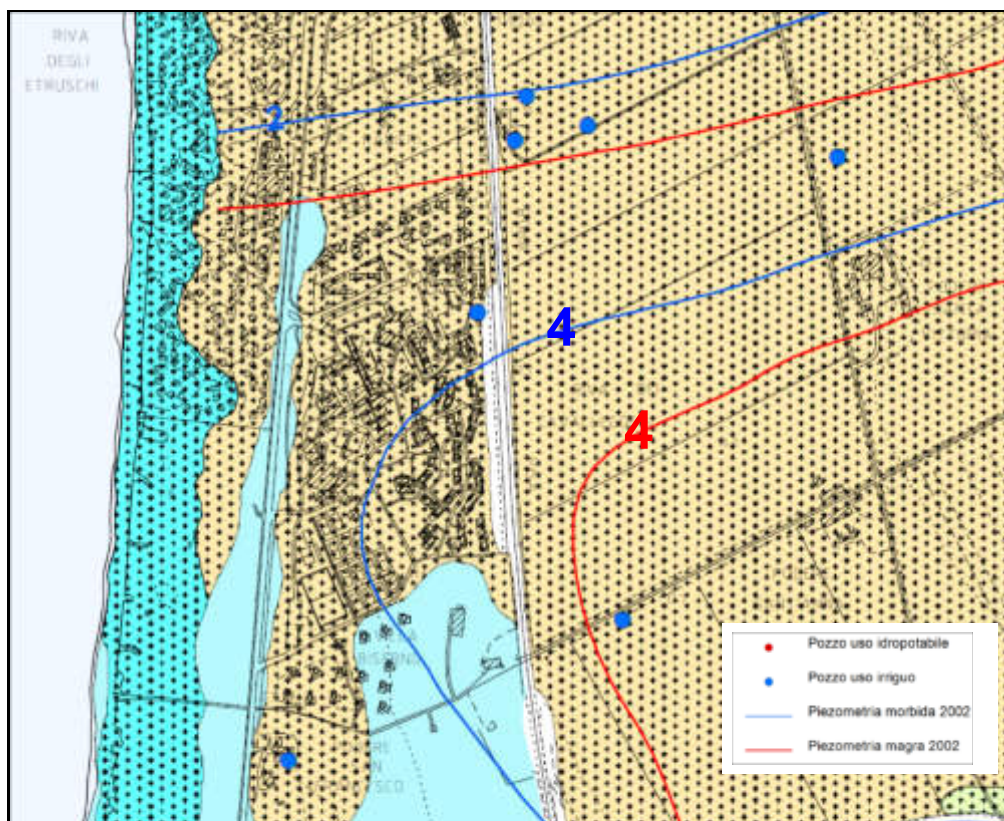 RIVA
DEGLI
ETRUSCHI
2
4
4
Pozzo uso idropotabile
Pozzo uso irriguo
Piezometria morbida 2002
Piezometria magra 2002